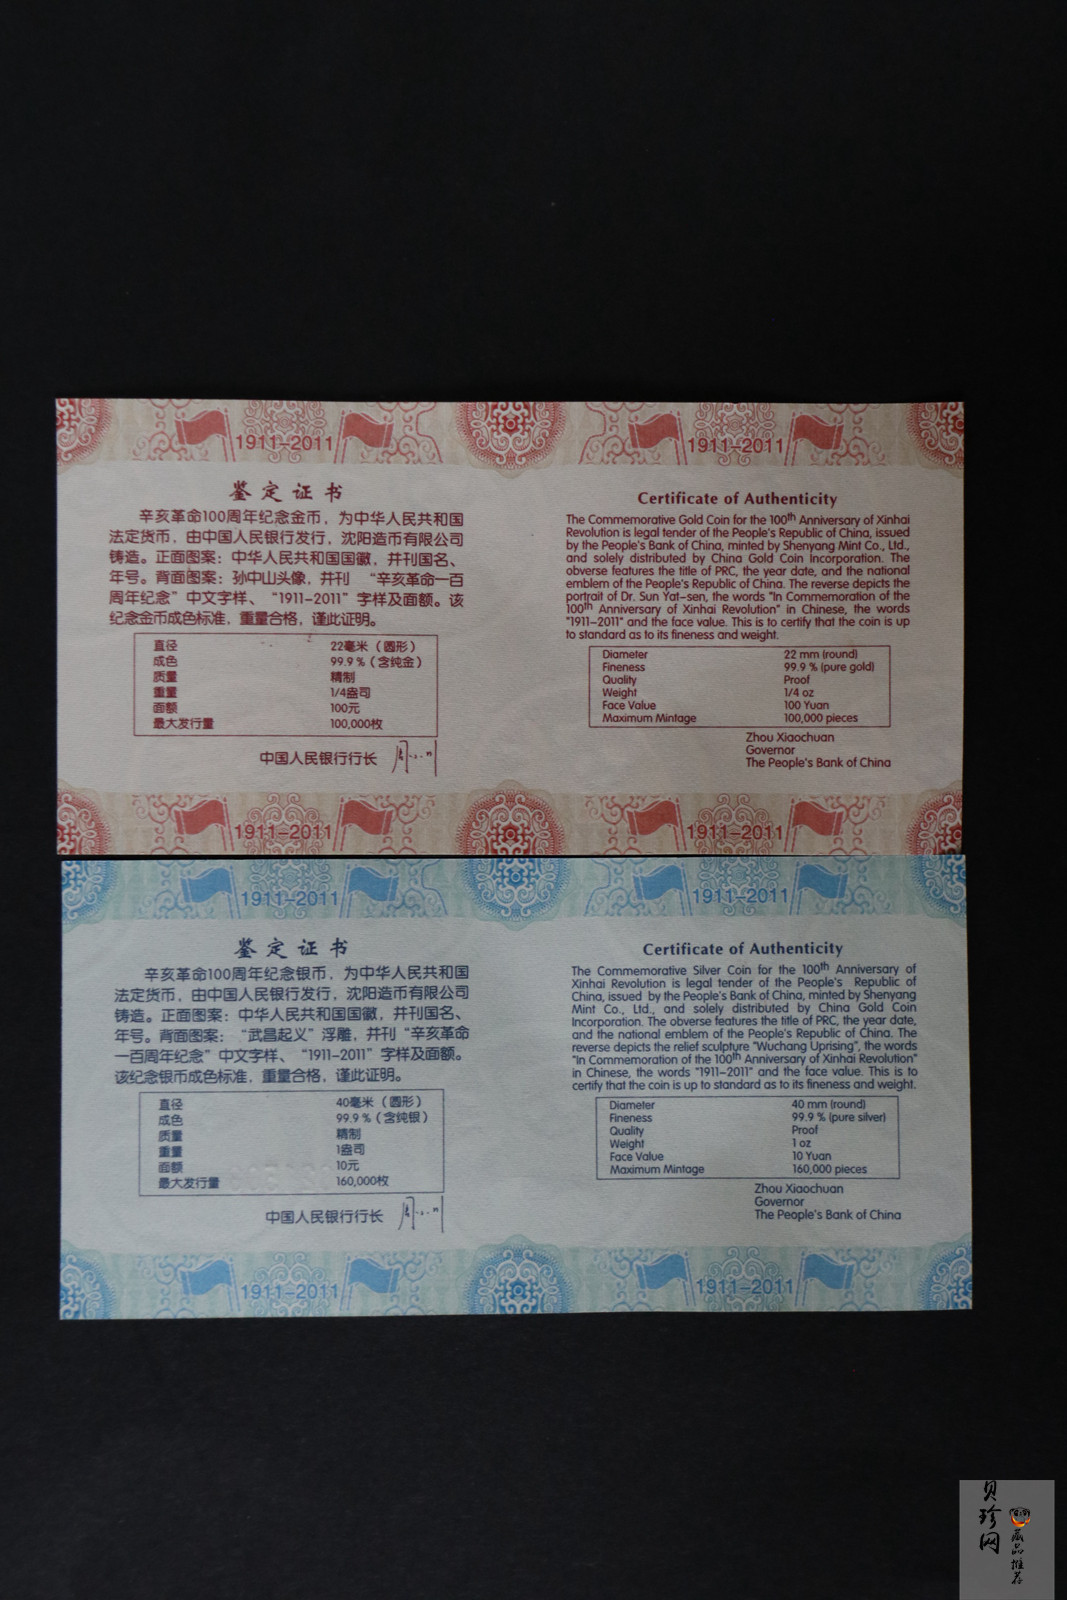 1911-2011
1911-2011
鉴定证书
辛亥革命100周年纪念金币，为中华人民共和国
法定货币，由中国人民银行发行，沈阳造币有限公司
铸造。正面图案：中华人民共和国国徽，并刊国名、
年号。背面图案：孙中山头像，并刊 “辛亥革命一百
周年纪念”中文字样、“1911-2011”字样及面额。该
纪念金币成色标准，重量合格，谨此证明。
直径 22毫米（圆形）
成色 99.9％（含纯金）
质量 精制
重量 1/4盎司
面额 100元
最大发行量 100,000枚
中国人民银行行长
Certificate of Authenticity
The Commemorative Gold Coin for the 100th Anniversary of Xinhai
Revolution is legal tender of the People's Republic of China, issued
by the People's Bank of China, minted by Shenyang Mint Co., Ltd.,
and solely distributed by China Gold Coin Incorporation. The
obverse features the title of PRC, the year date, and the national
emblem of the People's Republic of China. The reverse depicts the
portrait of Dr. Sun Yat-sen, the words "In Commemoration of the
100th Anniversary of Xinhai Revolution" in Chinese, the words
"1911-2011" and the face value. This is to certify that the coin is up
to standard as to its fineness and weight.
Diameter 22 mm (round)
Fineness 99.9 % (pure gold)
Quality Proof
Weight 1/4 oz
Face Value 100 Yuan
Maximum Mintage 100,000 pieces
Zhou Xiaochuan
Governor
The People's Bank of China
1911-2011
1911-2011
1911-2011
1911-2011
鉴定证书
辛亥革命100周年纪念银币，为中华人民共和国
法定货币，由中国人民银行发行，沈阳造币有限公司
铸造。正面图案：中华人民共和国国徽，并刊国名、
年号。背面图案：“武昌起义”浮雕，并刊“辛亥革命
一百周年纪念”中文字样、“1911-2011”字样及面额。
该纪念银币成色标准，重量合格，谨此证明。
直径 40毫米（圆形）
成色 99.9％（含纯银）
质量 精制
重量 1盎司
面额 10元
最大发行量 160,000枚
中国人民银行行长
Certificate of Authenticity
The Commemorative Silver Coin for the 100th Anniversary of
Xinhai Revolution is legal tender of the People's Republic of
China, issued by the People's Bank of China, minted by Shenyang
Mint Co., Ltd., and solely distributed by China Gold Coin
Incorporation. The obverse features the title of PRC, the year date,
and the national emblem of the People's Republic of China. The
reverse depicts the relief sculpture "Wuchang Uprising", the words
"In Commemoration of the 100th Anniversary of Xinhai Revolution"
in Chinese, the words "1911-2011" and the face value. This is to
certify that the coin is up to standard as to its fineness and weight.
Diameter 40 mm (round)
Fineness 99.9 % (pure silver)
Quality Proof
Weight 1 oz
Face Value 10 Yuan
Maximum Mintage 160,000 pieces
Zhou Xiaochuan
Governor
The People's Bank of China
1911-2011
1911-2011
贝珍网
藏品推荐